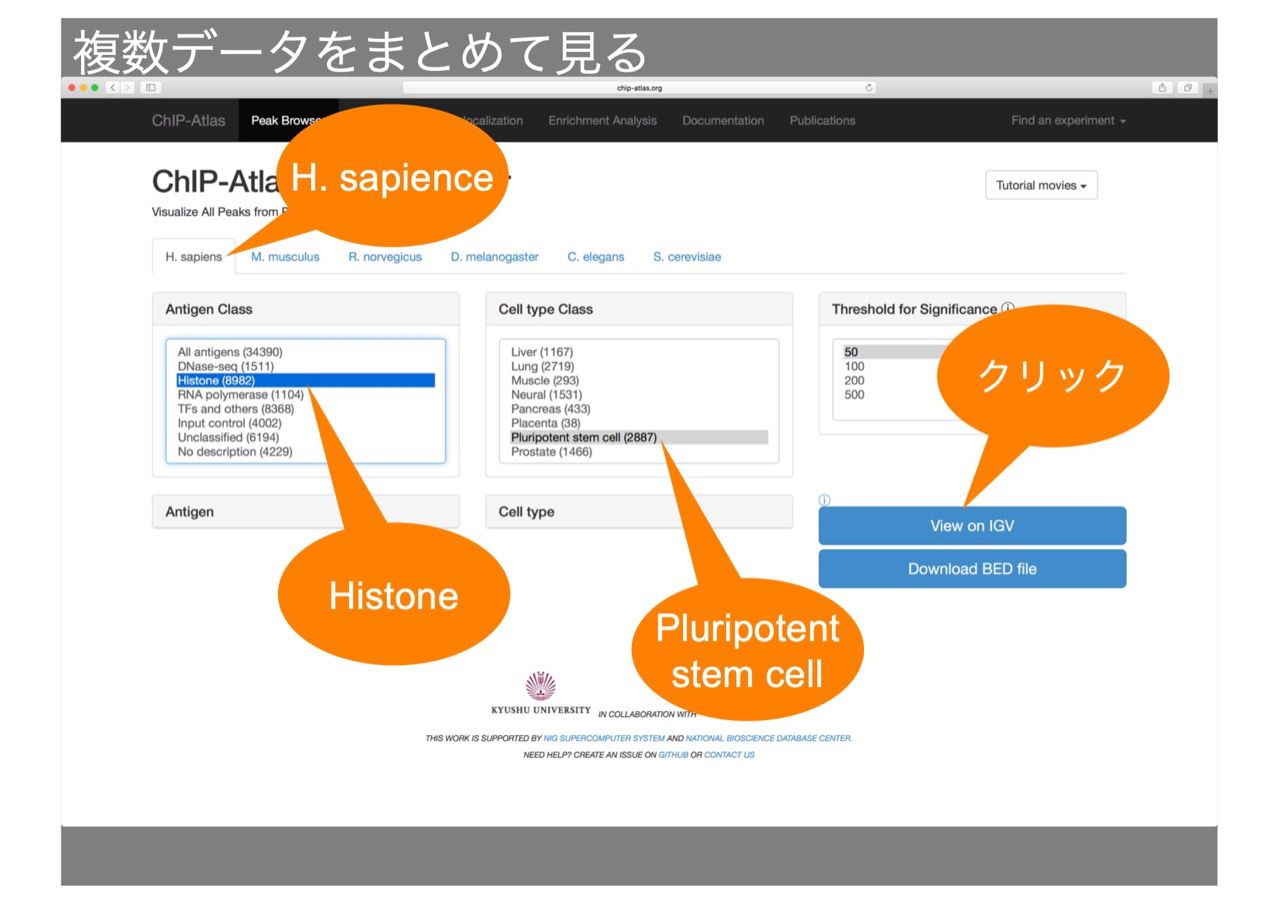 複数データをまとめて見る
chip-atlas.org
ChIP-Atlas Peak Browse Enrichment Analysis Documentation Publications Find an experiment
H. sapience
ChIP-Atla
Tutorial movies
Visualize All Peaks from
H. sapiens M. musculus R. norvegicus D. melanogaster C. elegans S. cerevisiae
Antigen Class
All antigens (34390)
DNase-seq (1511)
Histone (8982)
RNA polymerase (1104)
TFs and others (8368)
Input control (4002)
Unclassified (6194)
No description (4229)
Cell type Class
Liver (1167)
Lung (2719)
Muscle (293)
Neural (1531)
Pancreas (433)
Placenta (38)
Pluripotent stem cell (2887)
Prostate (1466)
Threshold for Significance
50
100
200
500
クリック
Antigen
Cell type
View on IGV
Download BED file
Histone
Pluripotent
stem cell
KYUSHU UNIVERSITY IN COLLABORATION WITH
THIS WORK IS SUPPORTED BY NIG SUPERCOMPUTER SYSTEM AND NATIONAL BIOSCIENCE DATABASE CENTER.
NEED HELP? CREATE AN ISSUE ON GITHUB OR CONTACT US